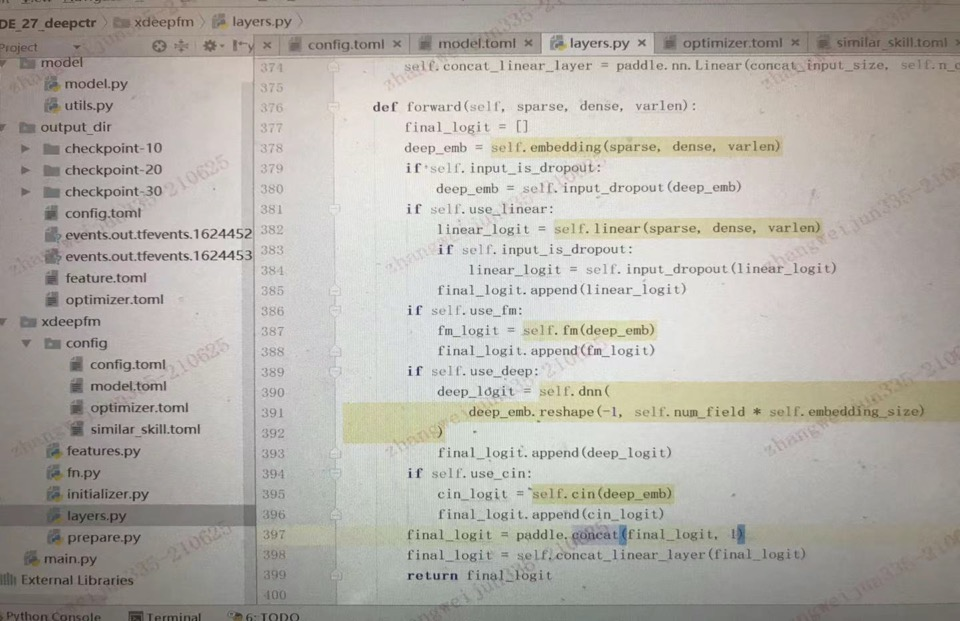 DE_27_deepctr xdeepfm layers.py
Project config.toml model.toml layers.py optimizer.toml similar_skill.toml
model
model.py
utils.py
output_dir
checkpoint-10
checkpoint-20
checkpoint-30
config.toml
events.out.tfevents.1624452
events.out.tfevents.1624453
feature.toml
optimizer.toml
xdeepfm
config
config.toml
model.toml
optimizer.toml
similar_skill.toml
features.py
fn.py
initializer.py
layers.py
prepare.py
main.py
External Libraries
374 self.concat_linear_layer = paddle.nn.Linear(concat_input_size, self.n_c
375
376 def forward(self, sparse, dense, varlen):
377 final_logit = []
378 deep_emb = self.embedding(sparse, dense, varlen)
379 if self.input_is_dropout:
380 deep_emb = self.input_dropout(deep_emb)
381 if self.use_linear:
382 linear_logit = self.linear(sparse, dense, varlen)
383 if self.input_is_dropout:
384 linear_logit = self.input_dropout(linear_logit)
385 final_logit.append(linear_logit)
386 if self.use_fm:
387 fm_logit = self.fm(deep_emb)
388 final_logit.append(fm_logit)
389 if self.use_deep:
390 deep_logit = self.dnn(
391 deep_emb.reshape(-1, self.num_field * self.embedding_size)
392 )
393 final_logit.append(deep_logit)
394 if self.use_cin:
395 cin_logit = self.cin(deep_emb)
396 final_logit.append(cin_logit)
397 final_logit = paddle.concat(final_logit, 1)
398 final_logit = self.concat_linear_layer(final_logit)
399 return final_logit
400
Python Console Terminal 6: TODO
zhangweijun335-210625